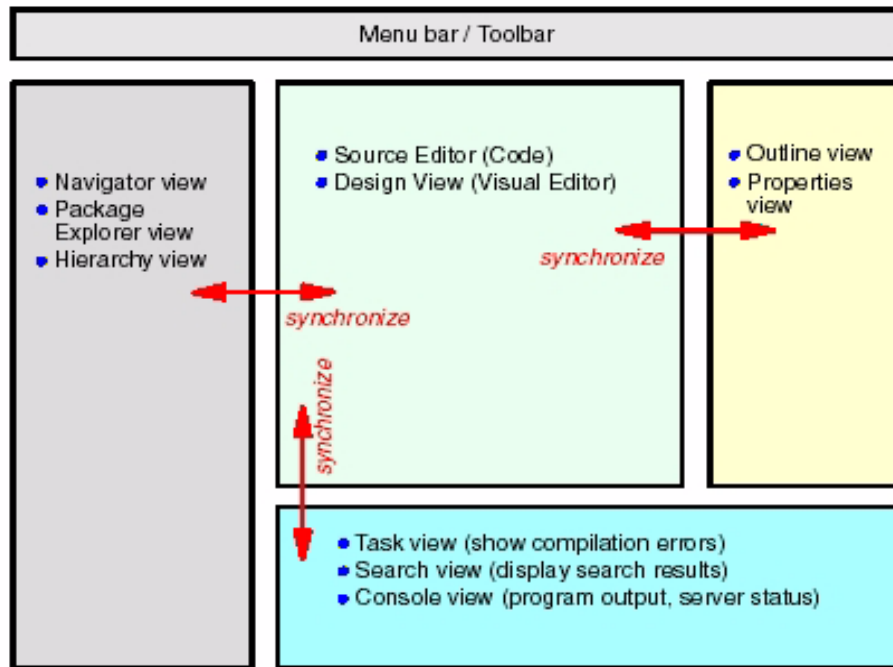 Menu bar / Toolbar
Navigator view
Package
Explorer view
Hierarchy view
Source Editor (Code)
Design View (Visual Editor)
Outline view
Properties
view
synchronize
synchronize
synchronize
Task view (show compilation errors)
Search view (display search results)
Console view (program output, server status)